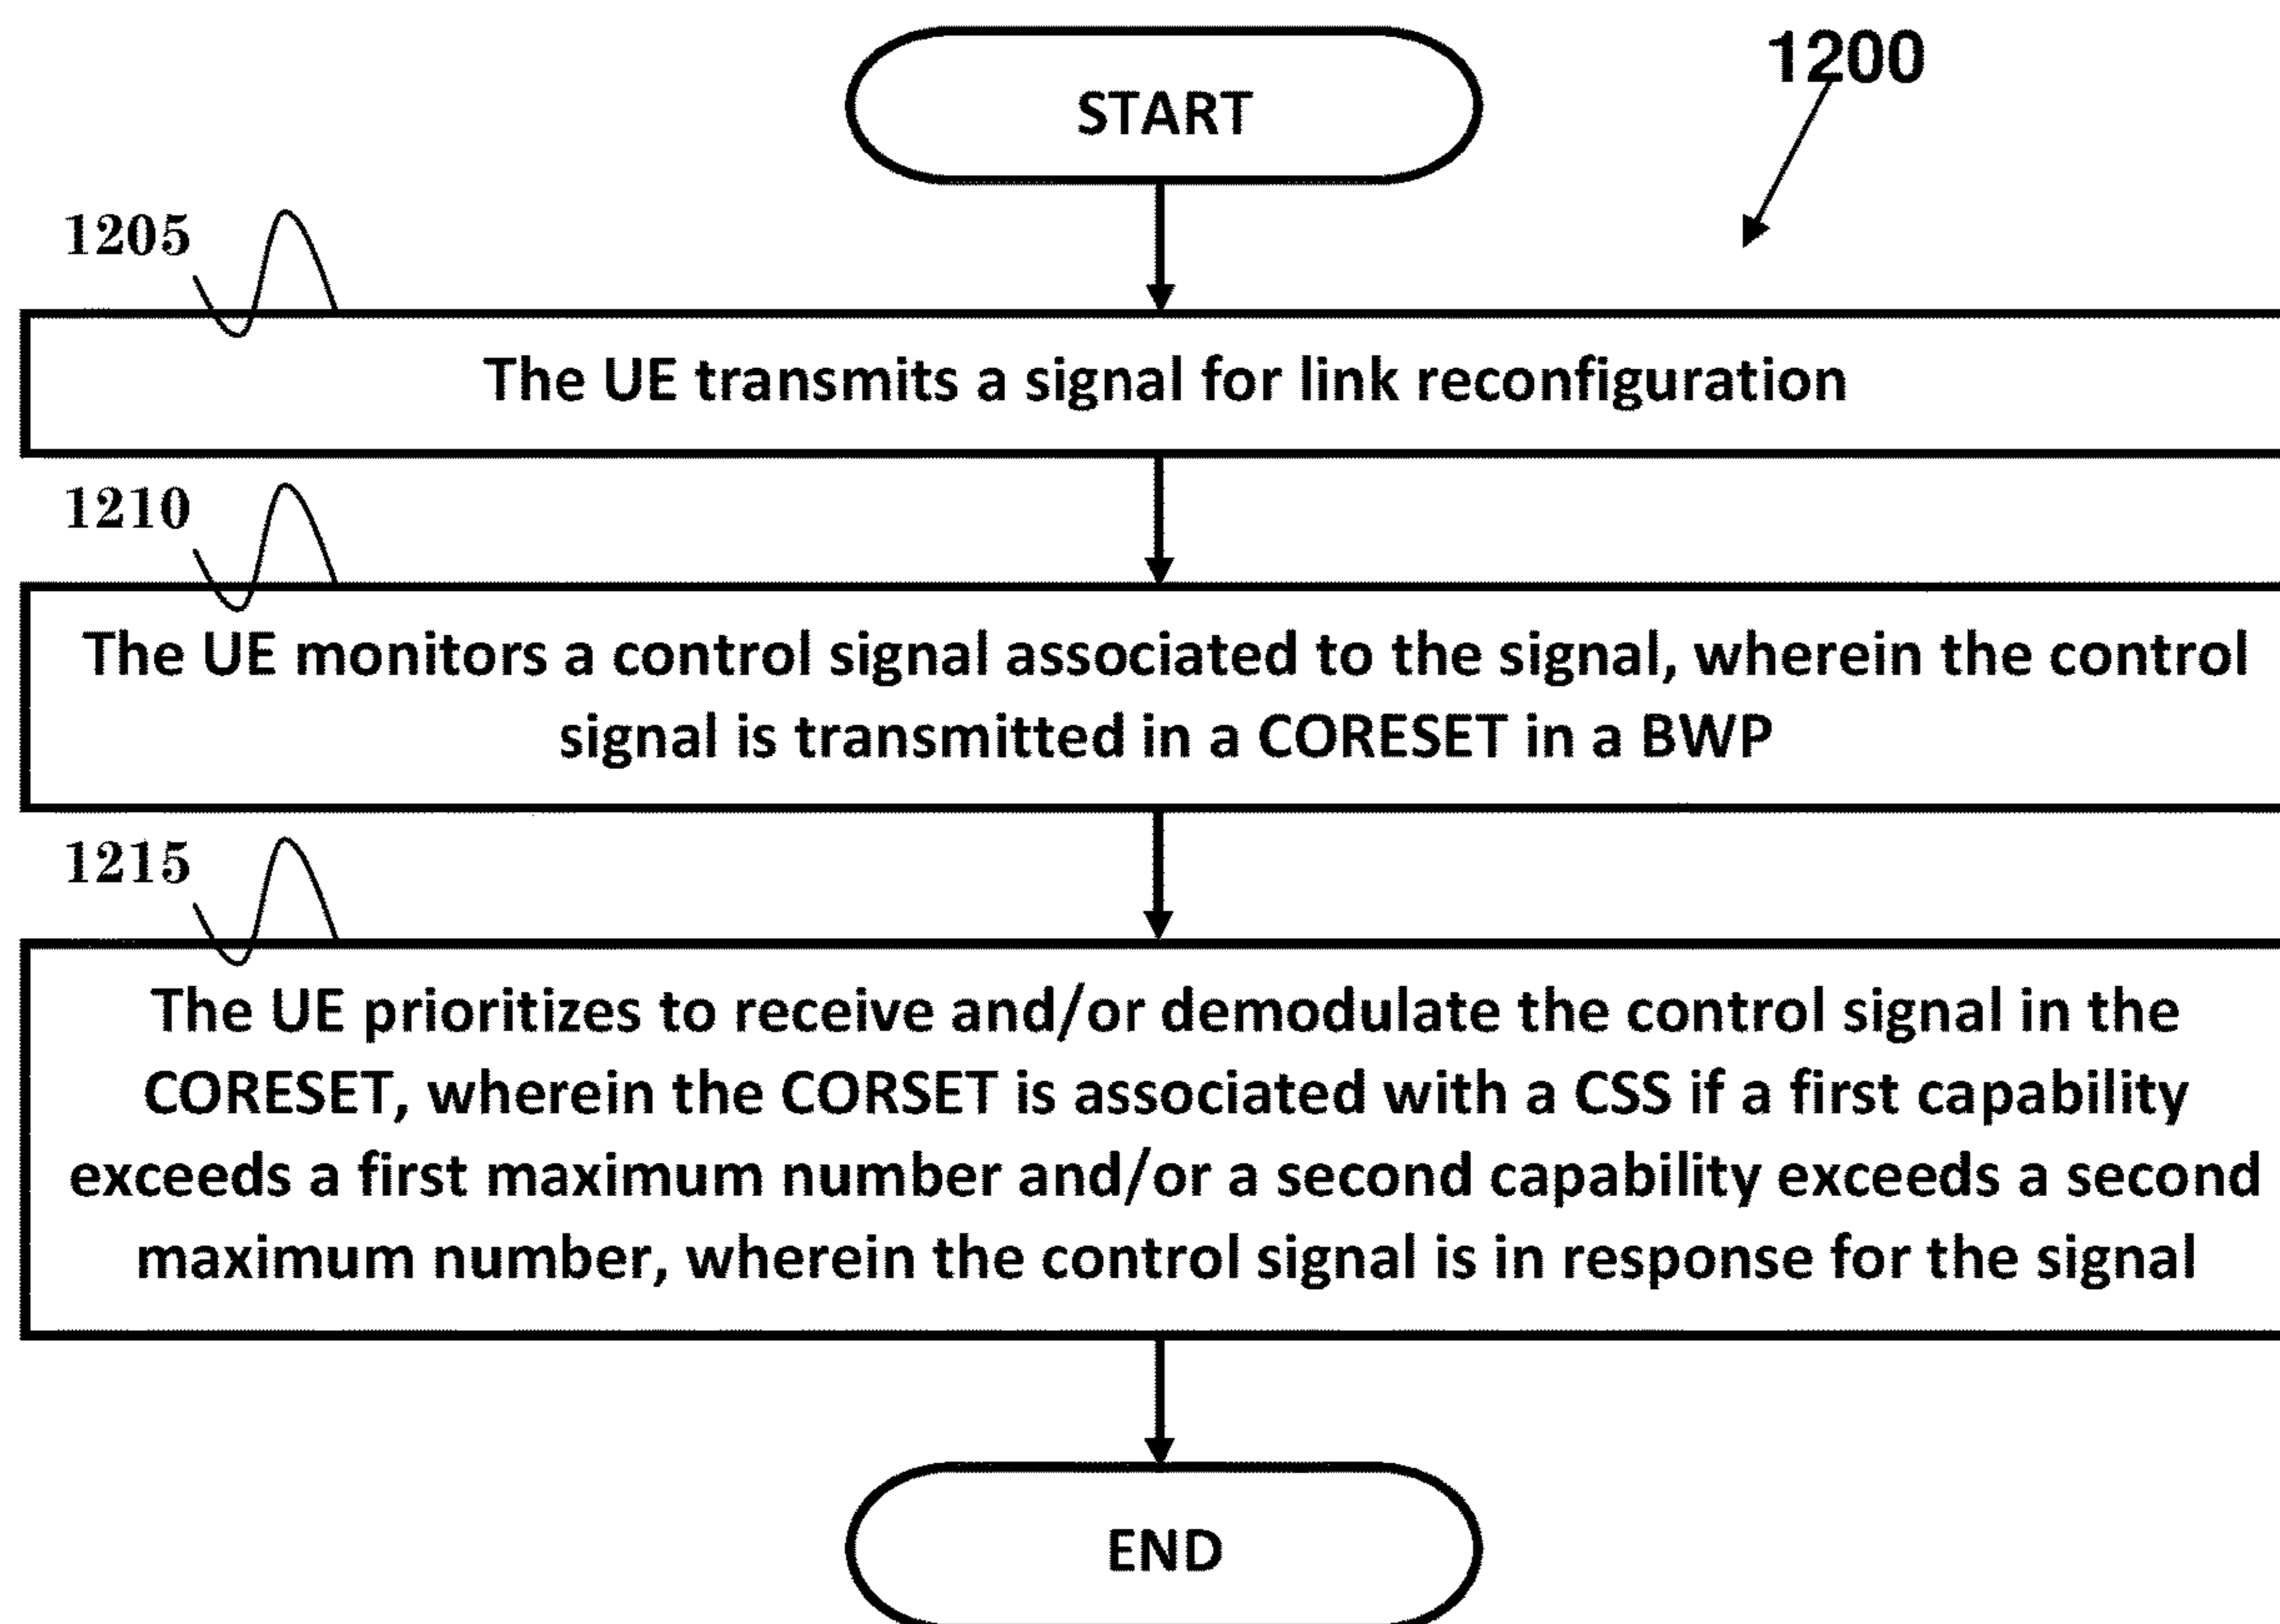 START
1200
1205
The UE transmits a signal for link reconfiguration
1210
The UE monitors a control signal associated to the signal, wherein the control
signal is transmitted in a CORESET in a BWP
1215
The UE prioritizes to receive and/or demodulate the control signal in the
CORESET, wherein the CORSET is associated with a CSS if a first capability
exceeds a first maximum number and/or a second capability exceeds a second
maximum number, wherein the control signal is in response for the signal
END